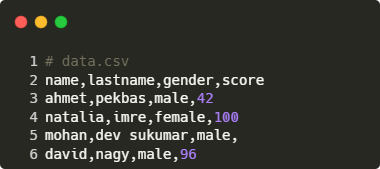 1 # data.csv
2 name,lastname,gender,score
3 ahmet,pekbas,male,42
4 natalia,imre,female,100
5 mohan,dev sukumar,male,
6 david,nagy,male,96